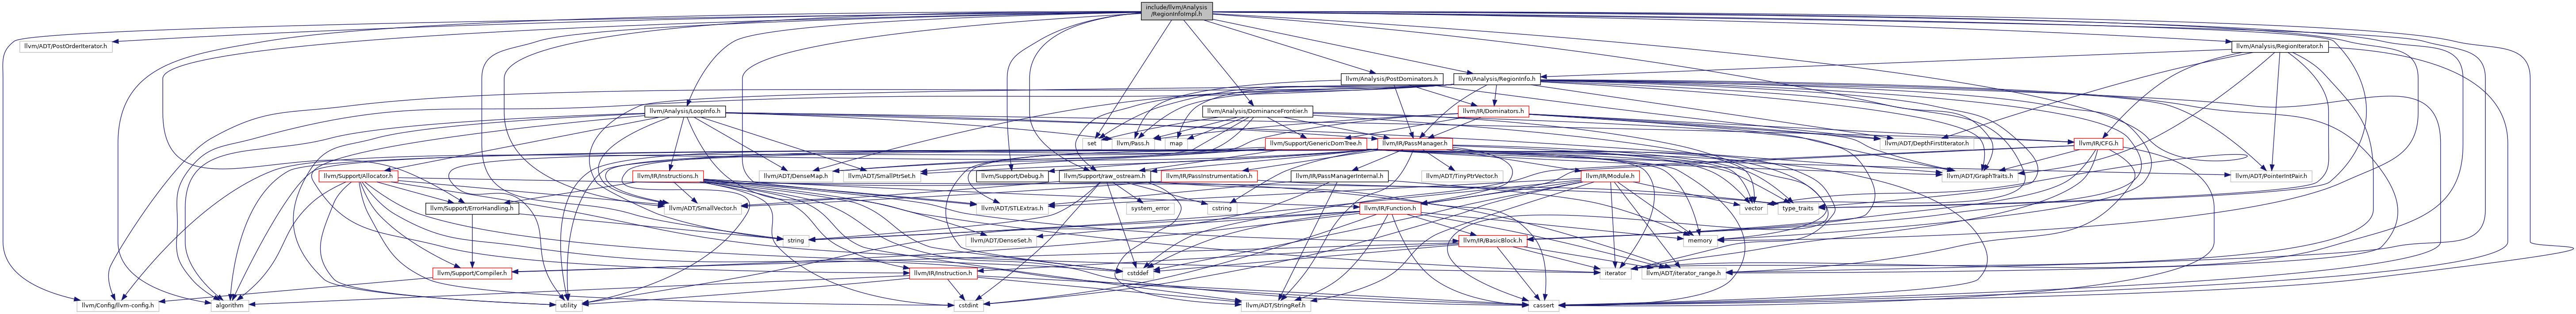 include/llvm/Analysis
/RegionInfoImpl.h
llvm/ADT/PostOrderIterator.h
llvm/Analysis/RegionIterator.h
llvm/Analysis/PostDominators.h
llvm/Analysis/RegionInfo.h
llvm/Analysis/LoopInfo.h
llvm/Analysis/DominanceFrontier.h
llvm/IR/Dominators.h
set
llvm/Pass.h
map
llvm/Support/GenericDomTree.h
llvm/IR/PassManager.h
llvm/ADT/DepthFirstIterator.h
llvm/IR/CFG.h
llvm/Support/Allocator.h
llvm/IR/Instructions.h
llvm/ADT/DenseMap.h
llvm/ADT/SmallPtrSet.h
llvm/Support/Debug.h
llvm/Support/raw_ostream.h
llvm/IR/PassInstrumentation.h
llvm/IR/PassManagerInternal.h
llvm/ADT/TinyPtrVector.h
llvm/IR/Module.h
llvm/ADT/GraphTraits.h
llvm/ADT/PointerIntPair.h
llvm/Support/ErrorHandling.h
llvm/ADT/SmallVector.h
llvm/ADT/STLExtras.h
system_error
cstring
llvm/IR/Function.h
vector
type_traits
string
llvm/ADT/DenseSet.h
llvm/IR/BasicBlock.h
memory
llvm/Support/Compiler.h
cstddef
llvm/IR/Instruction.h
iterator
llvm/ADT/iterator_range.h
llvm/Config/llvm-config.h
algorithm
utility
cstdint
llvm/ADT/StringRef.h
cassert